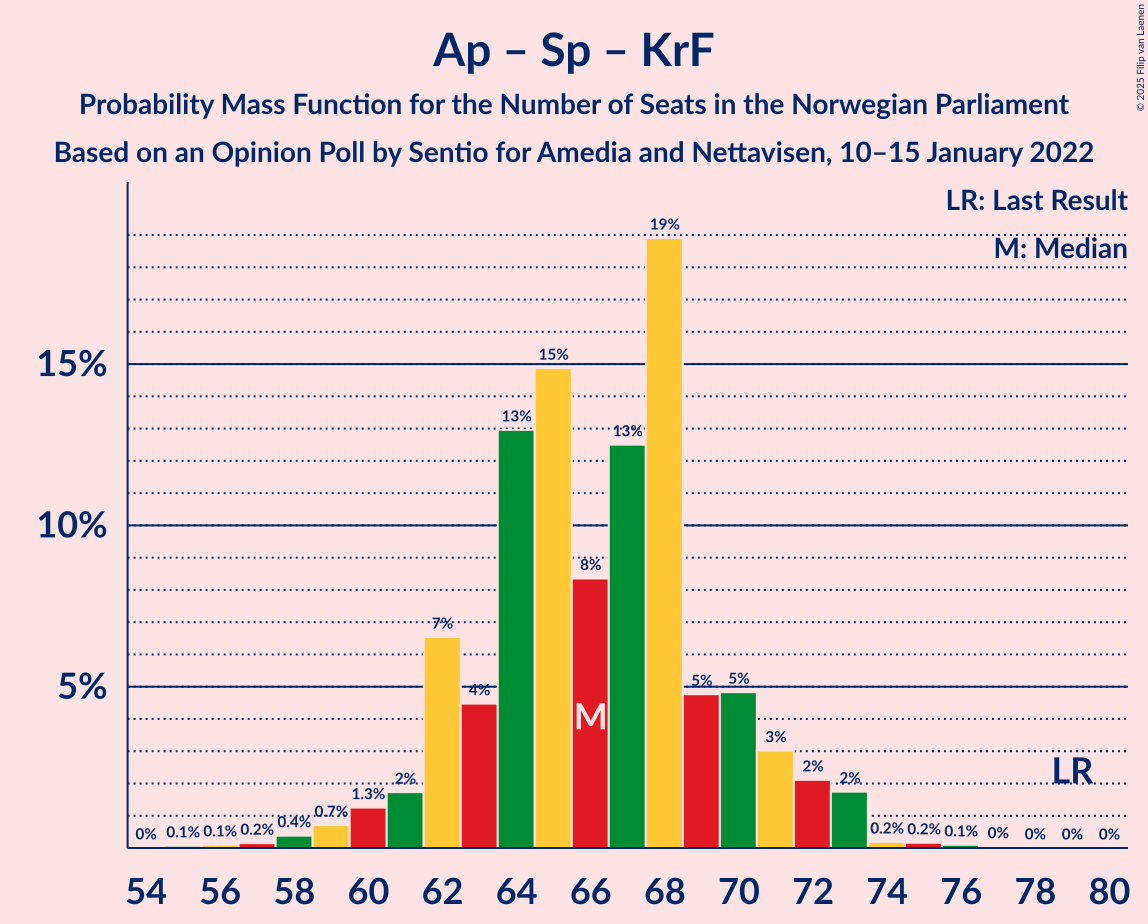 © 2025 Filip van Laenen
Ap – Sp – KrF
Probability Mass Function for the Number of Seats in the Norwegian Parliament
Based on an Opinion Poll by Sentio for Amedia and Nettavisen, 10–15 January 2022
LR: Last Result
M: Median
15%
10%
5%
0% 0.1% 0.1% 0.2% 0.4% 0.7% 1.3% 2% 7% 4% 13% 15% 8% 13% 19% 5% 5% 3% 2% 2% 0.2% 0.2% 0.1% 0% 0% 0% 0%
M
LR
54 56 58 60 62 64 66 68 70 72 74 76 78 80